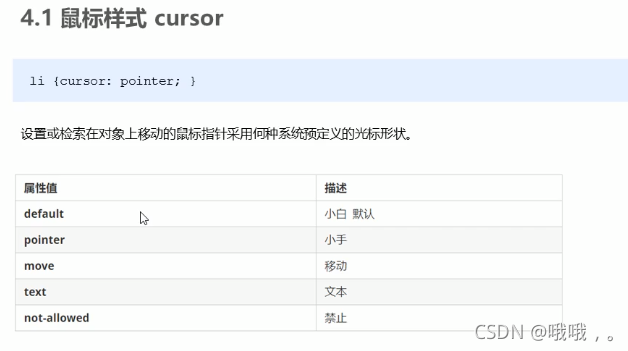 4.1 鼠标样式 cursor
li {cursor: pointer; }
设置或检索在对象上移动的鼠标指针采用何种系统预定义的光标形状。
属性值 描述
default 小白 默认
pointer 小手
move 移动
text 文本
not-allowed 禁止
CSDN @哦哦，。